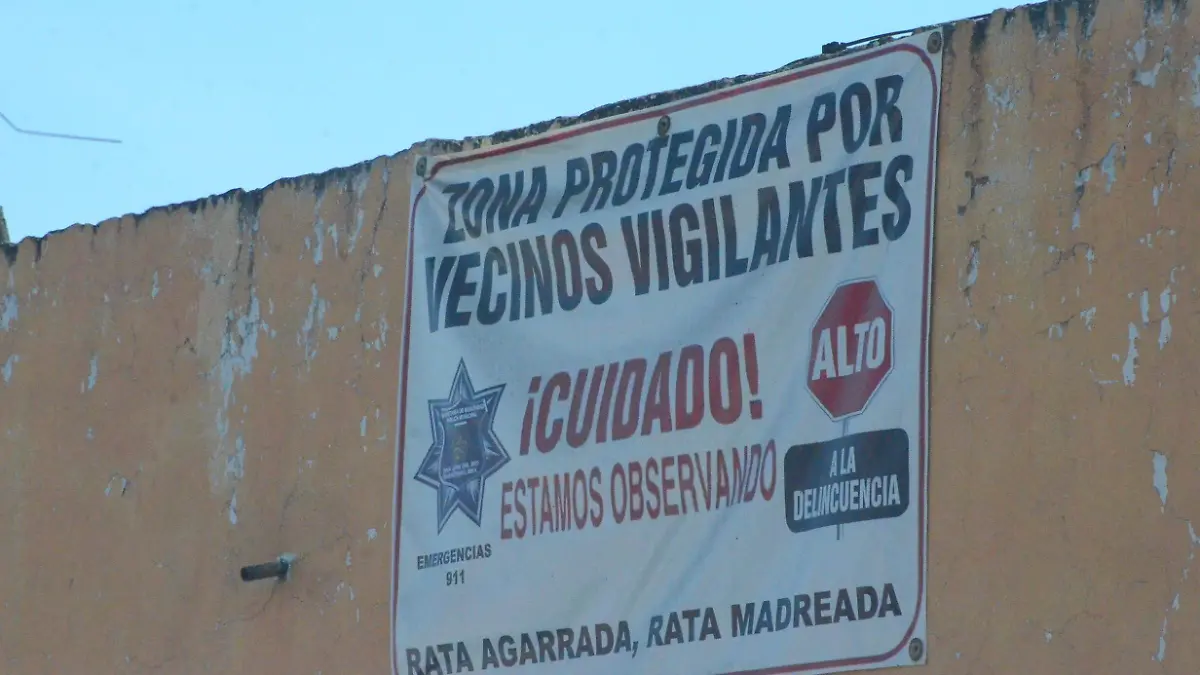 ZONA PROTEGIDA POR
VECINOS VIGILANTES
¡CUIDADO!
ESTAMOS OBSERVANDO
ALTO
A LA
DELINCUENCIA
EMERGENCIAS
911
RATA AGARRADA, RATA MADREADA